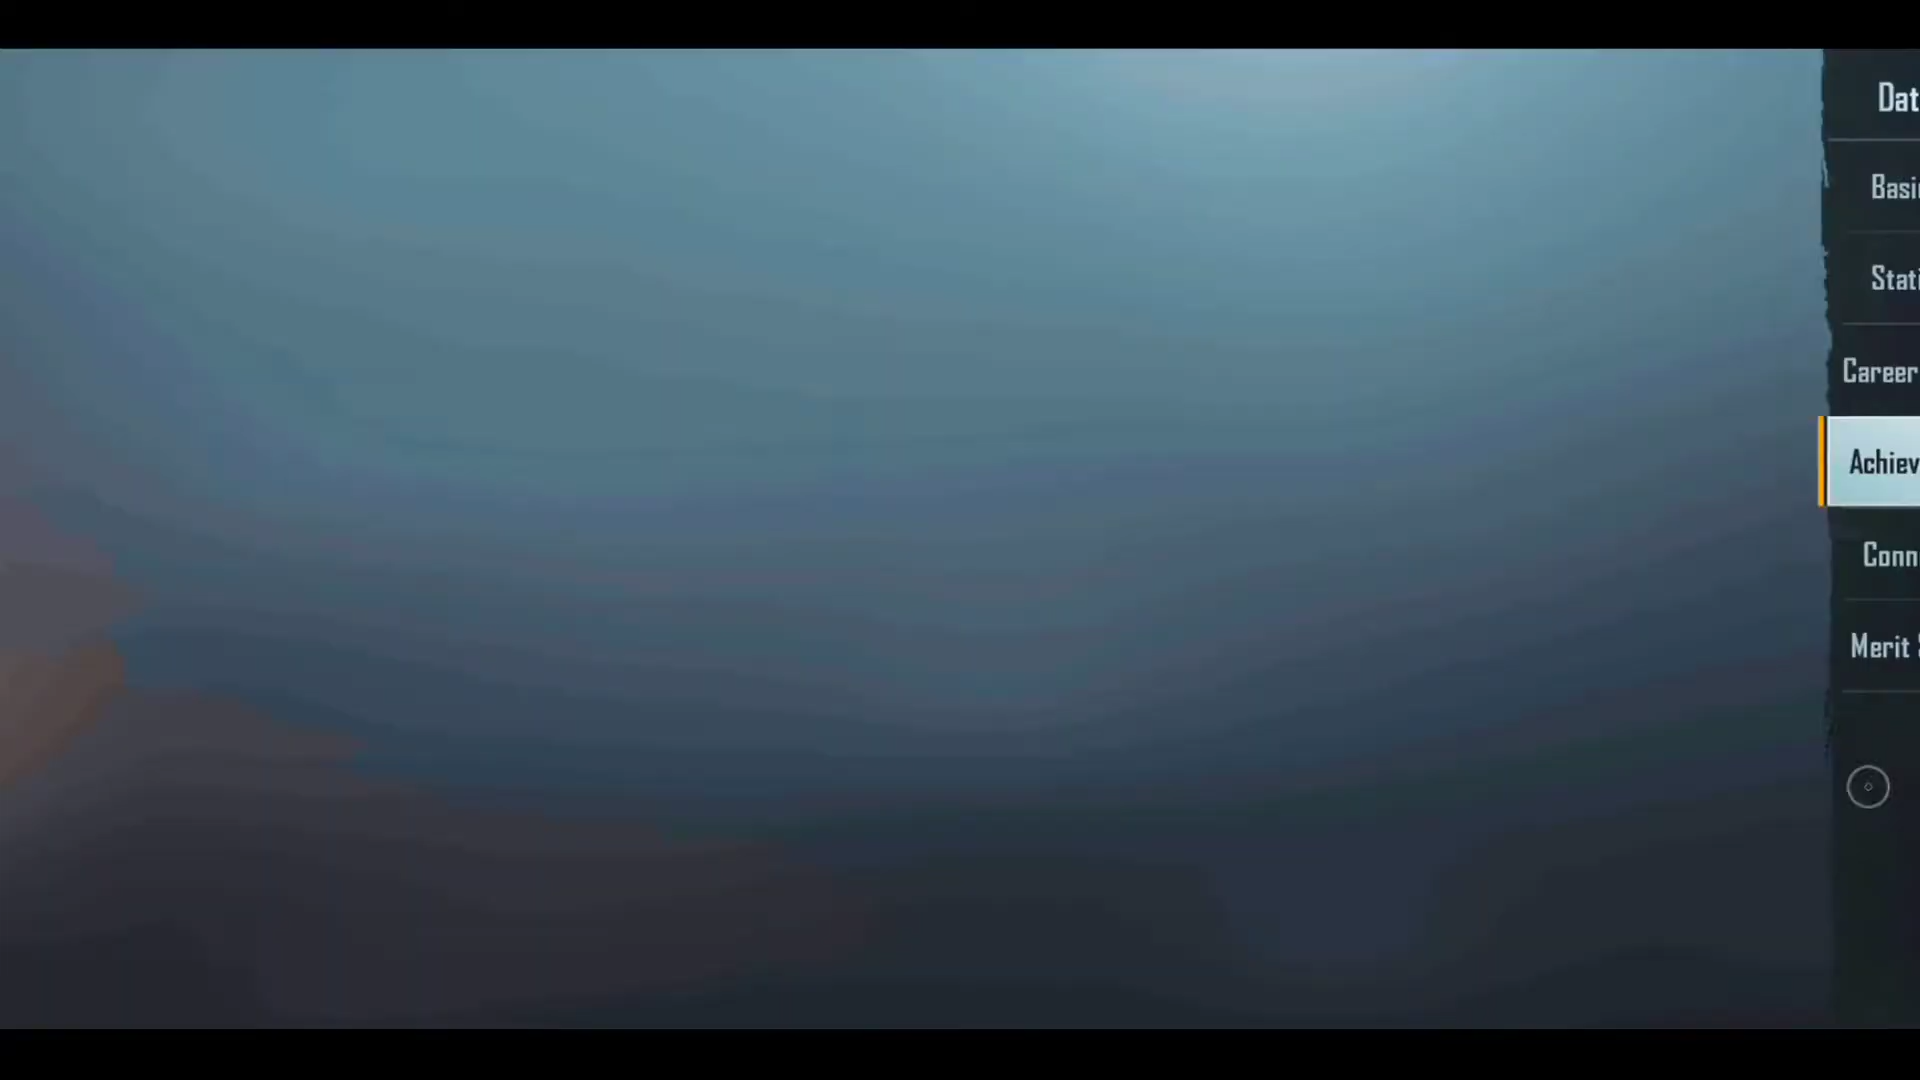 Dat
Basi
Stati
Career
Achiev
Conn
Merit S